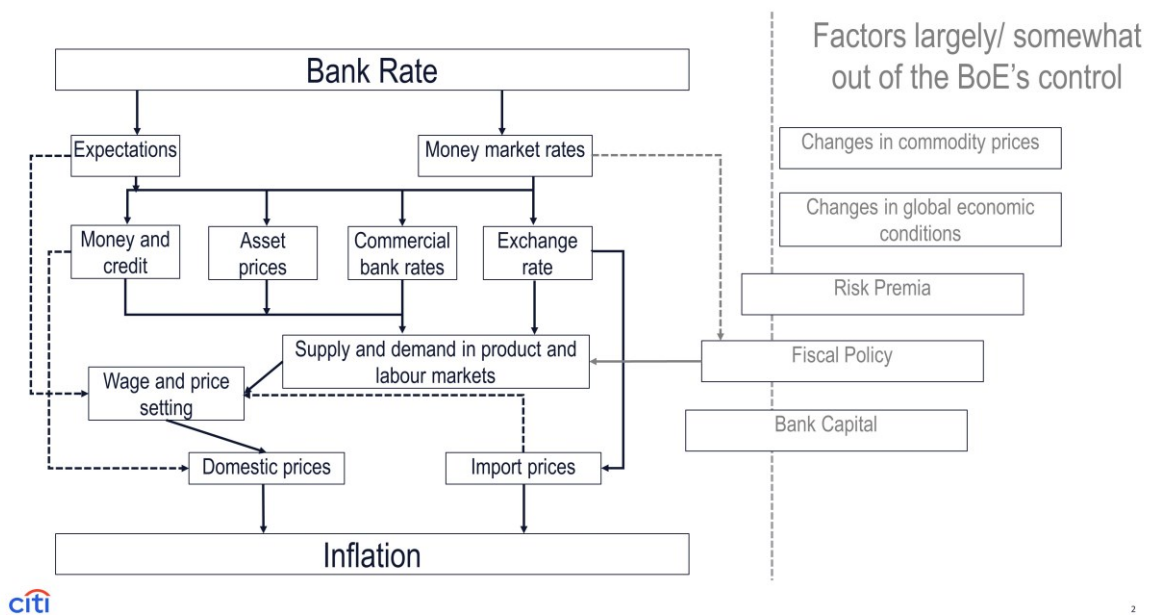 Factors largely/ somewhat
out of the BoE's control
Bank Rate
Expectations
Money market rates
Changes in commodity prices
Changes in global economic
conditions
Money and
credit
Asset
prices
Commercial
bank rates
Exchange
rate
Risk Premia
Supply and demand in product and
labour markets
Fiscal Policy
Wage and price
setting
Bank Capital
Domestic prices
Import prices
Inflation
citi
2